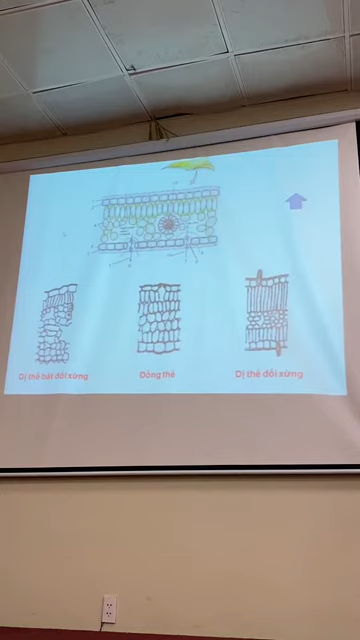 Dị thể bất đối xứng
Đồng thể
Dị thể đối xứng